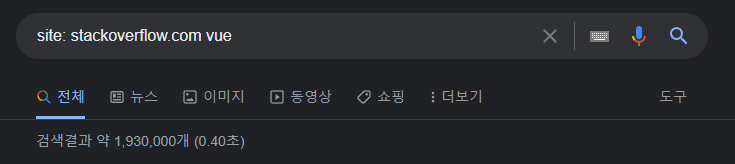 site: stackoverflow.com vue
전체 뉴스 이미지 동영상 쇼핑 더보기 도구
검색결과 약 1,930,000개 (0.40초)